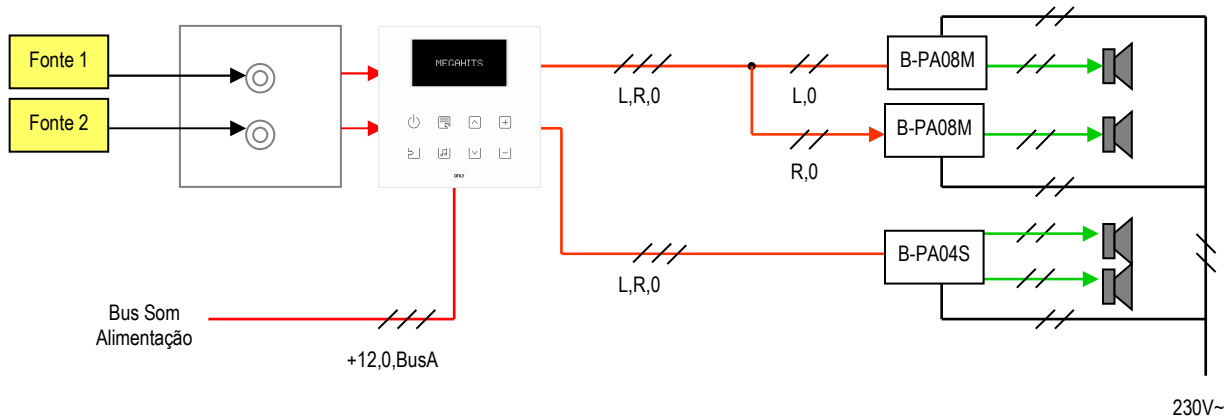 Fonte 1
Fonte 2
MEGAHITS
ONLY
L,R,0
L,0
R,0
L,R,0
B-PA08M
B-PA08M
B-PA04S
Bus Som
Alimentação
+12,0,BusA
230V~